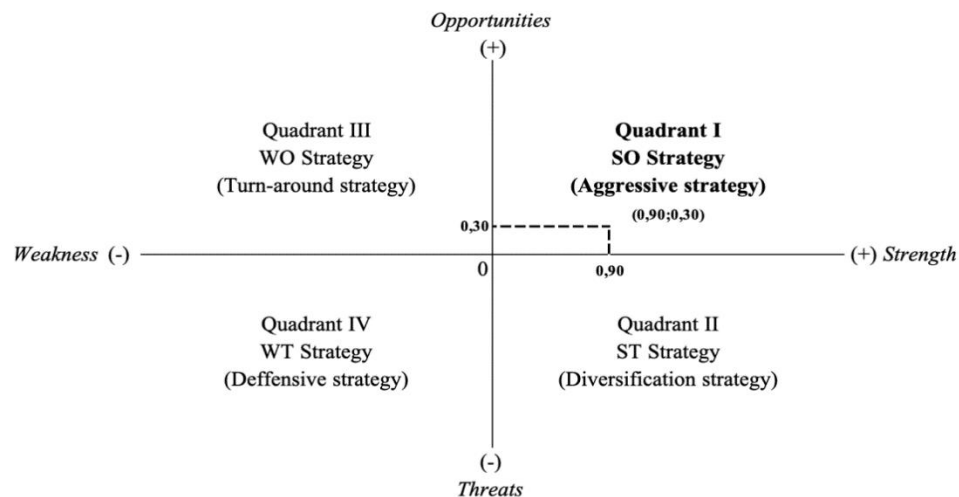 Opportunities
(+)
Quadrant III
WO Strategy
(Turn-around strategy)
Quadrant I
SO Strategy
(Aggressive strategy)
(0,90;0,30)
0,30
Weakness (-)
(+) Strength
0
0,90
Quadrant IV
WT Strategy
(Deffensive strategy)
Quadrant II
ST Strategy
(Diversification strategy)
(-)
Threats